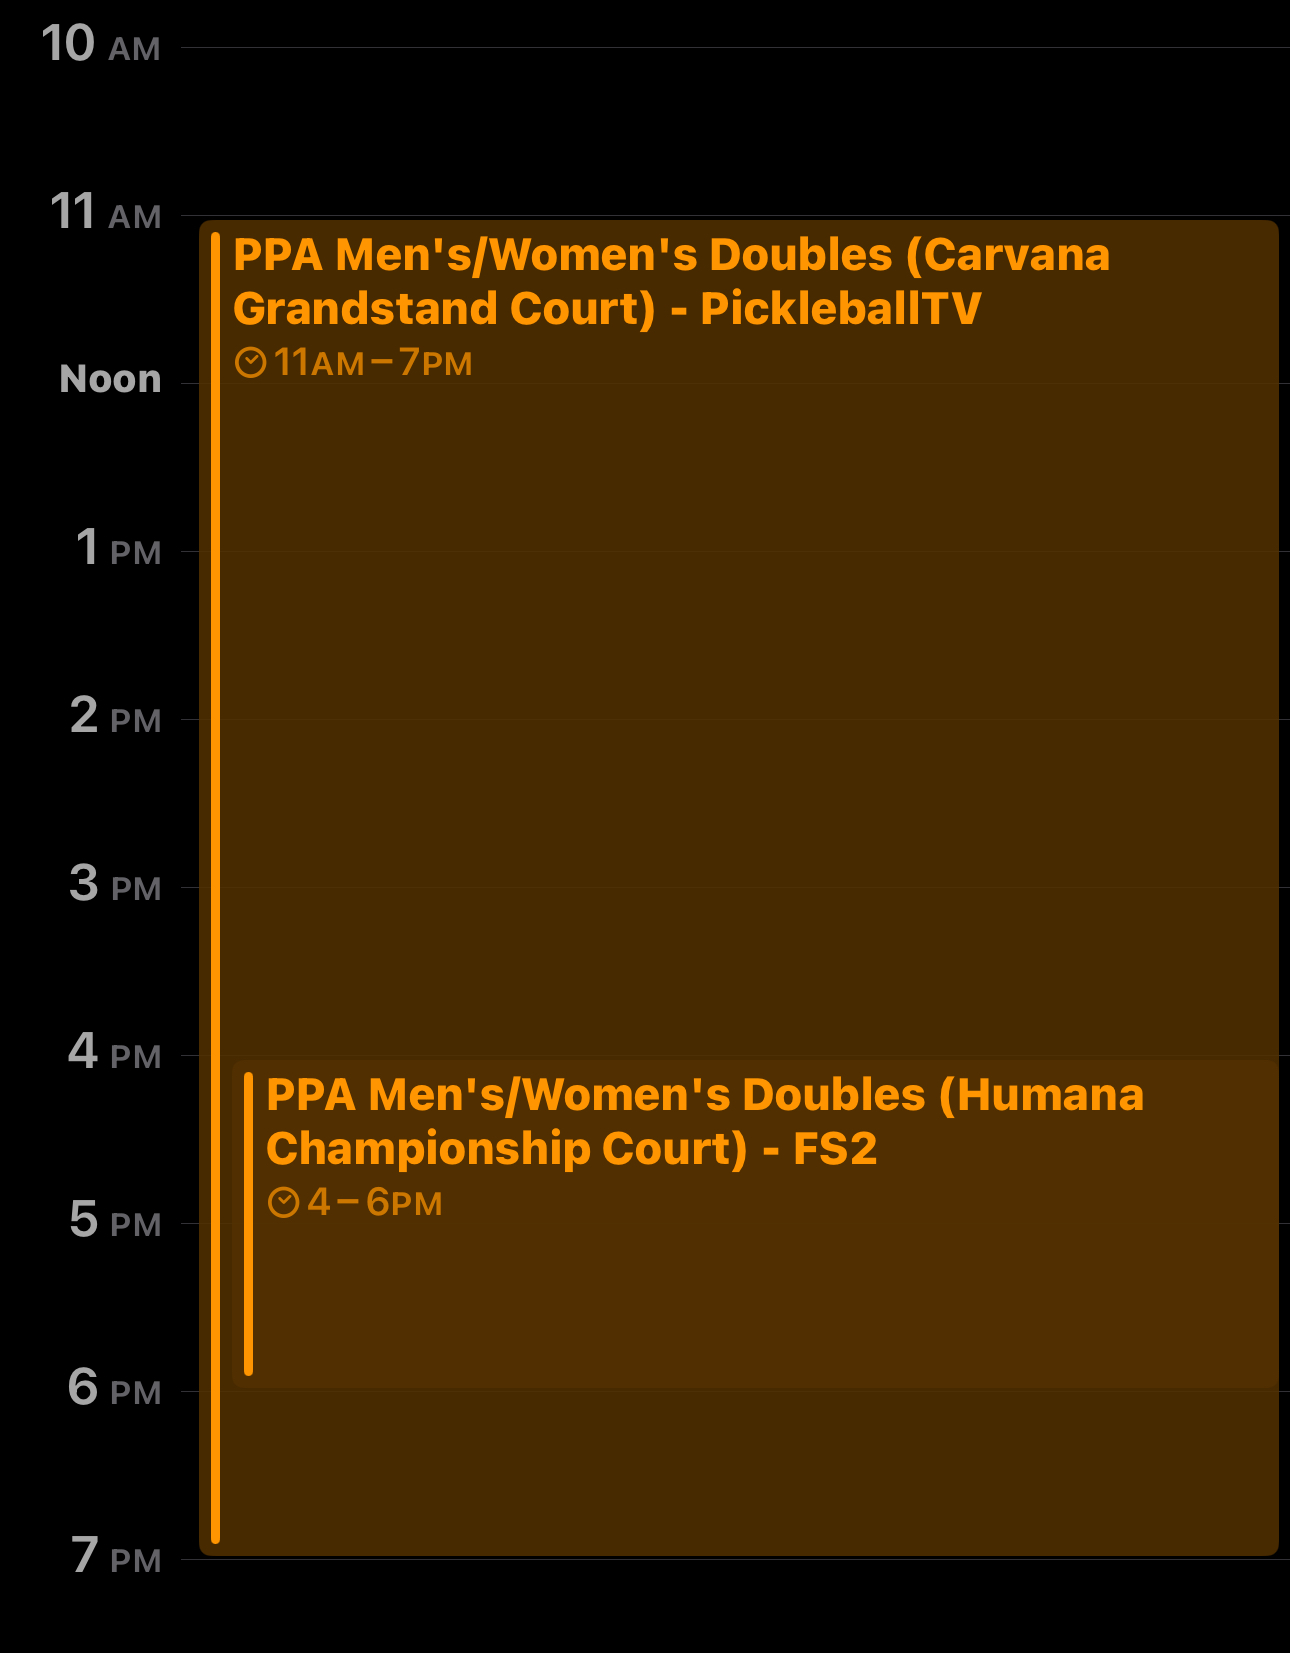 10 AM
11 AM
PPA Men's/Women's Doubles (Carvana
Grandstand Court) - PickleballTV
11AM – 7PM
Noon
1 PM
2 PM
3 PM
4 PM
PPA Men's/Women's Doubles (Humana
Championship Court) - FS2
4 – 6PM
5 PM
6 PM
7 PM